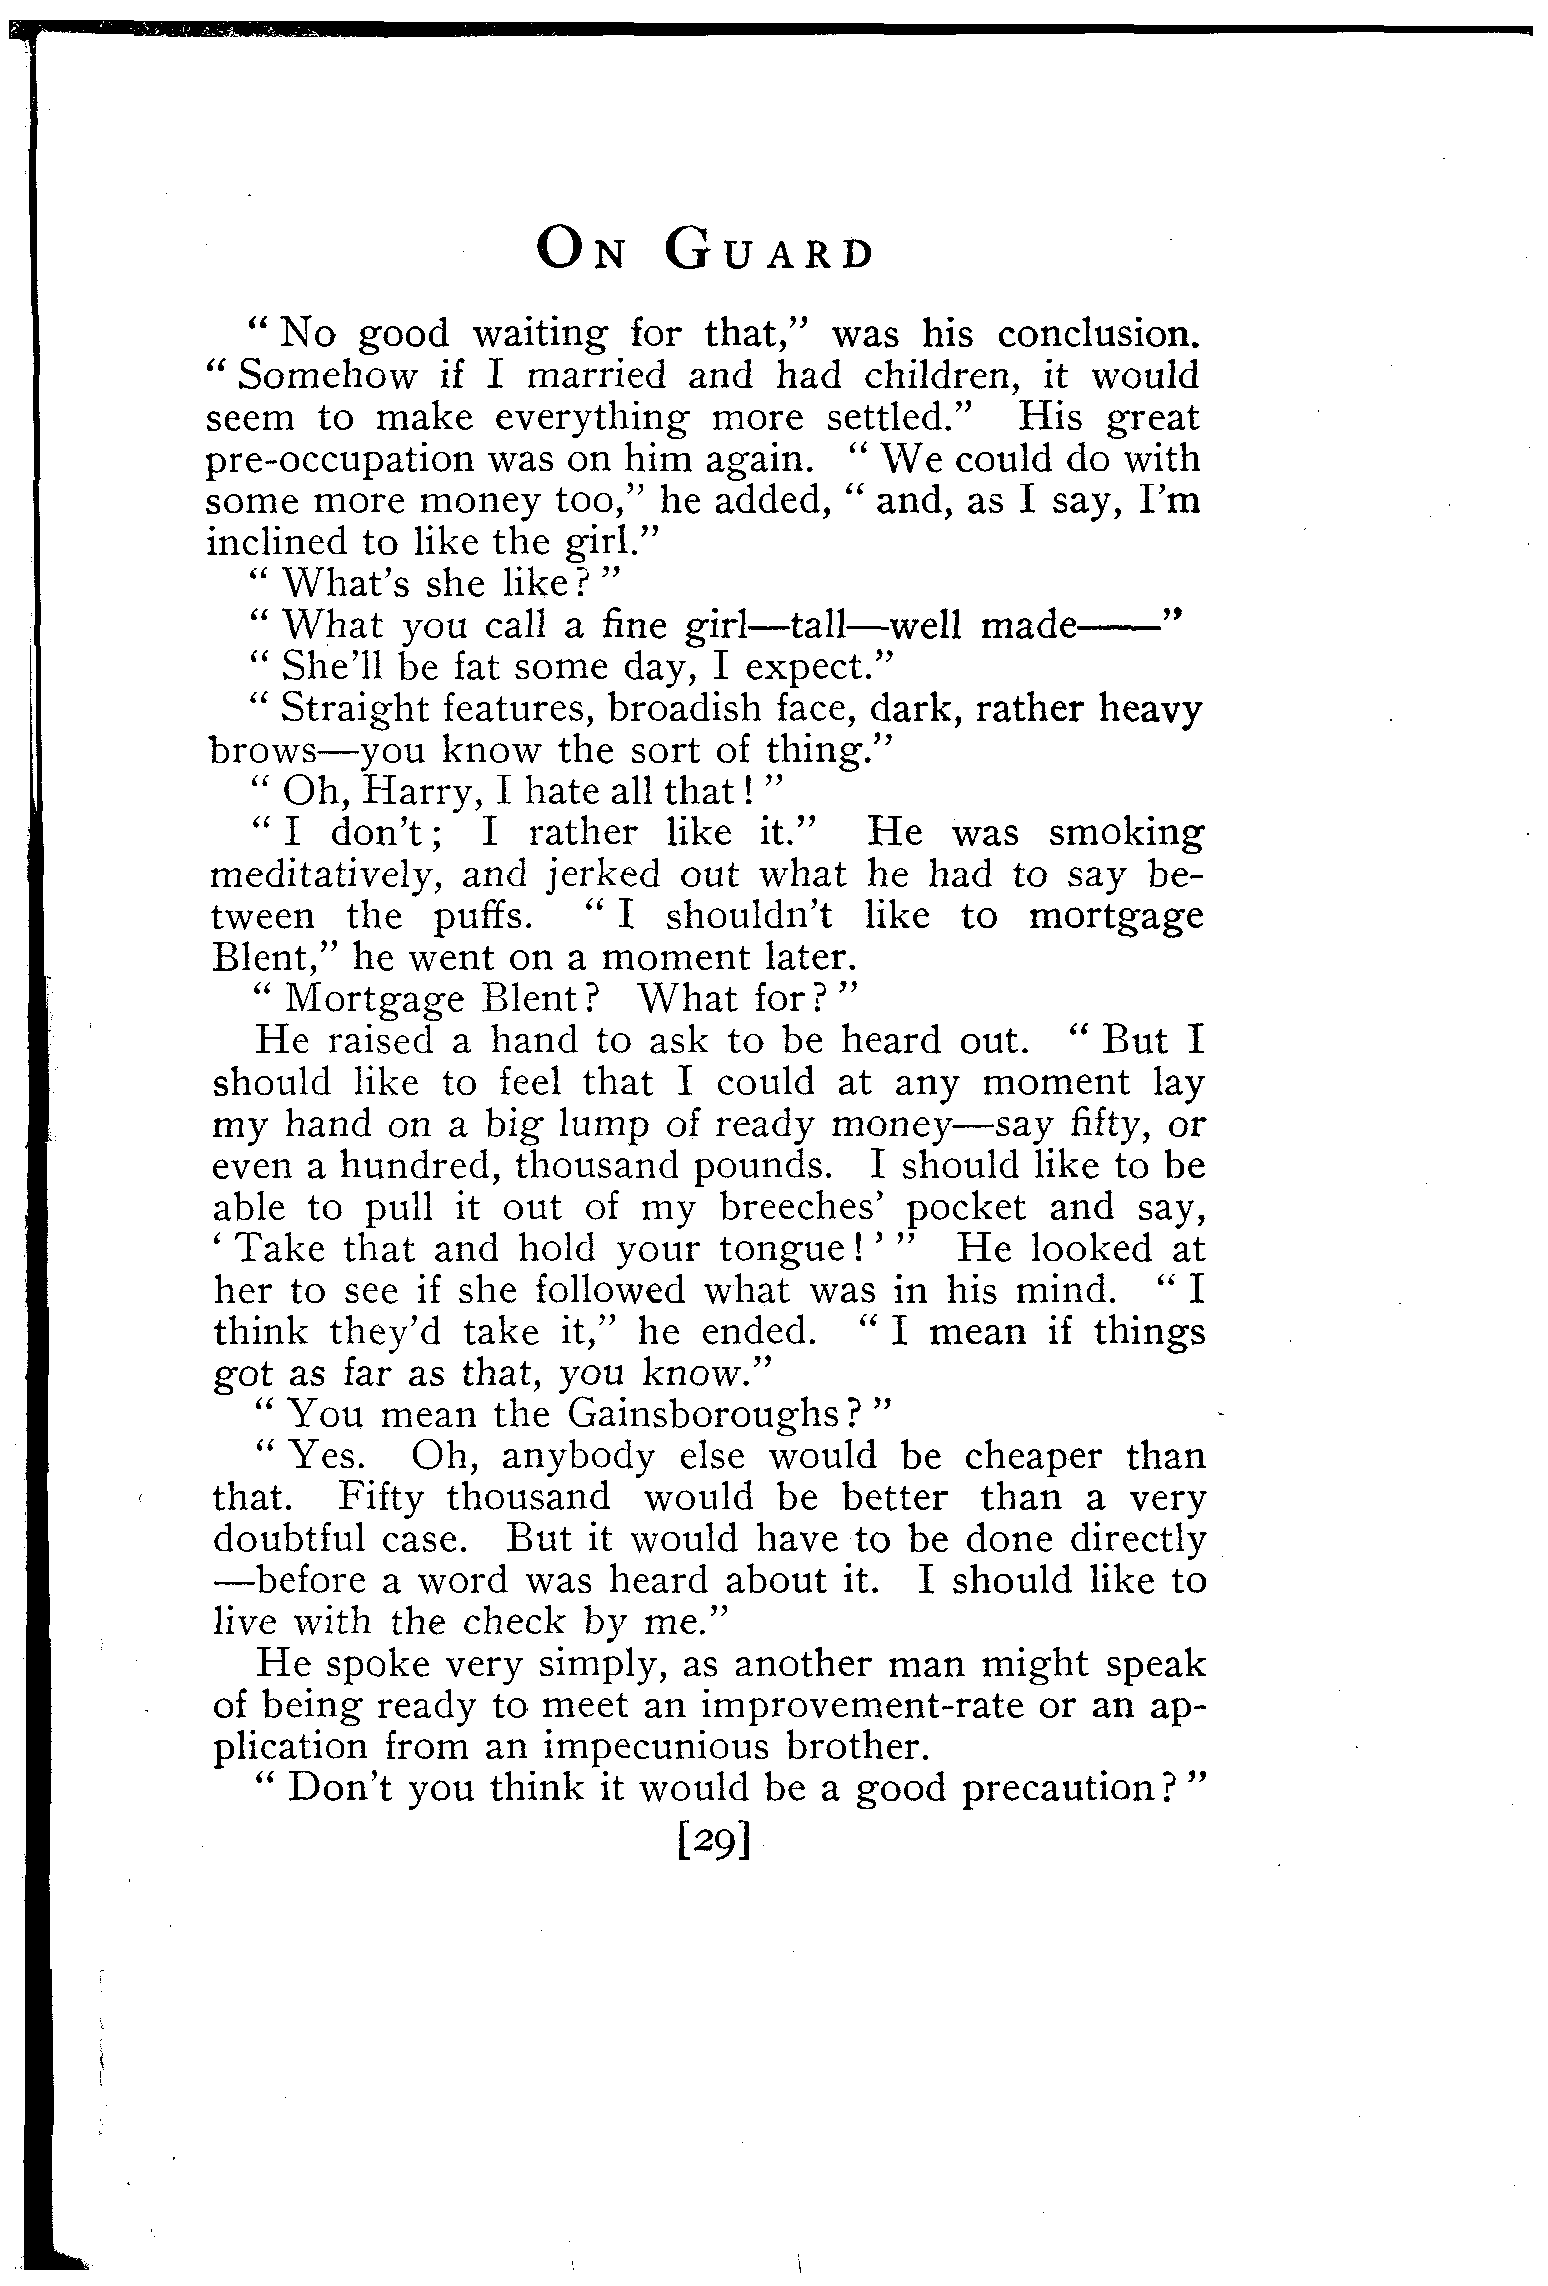 On Guard
“ No good waiting for that,” was his conclusion.
“ Somehow if I married and had children, it would
seem to make everything more settled.” His great
pre-occupation was on him again. “ We could do with
some more money too,” he added, “ and, as I say, I'm
inclined to like the girl.”
“ What's she like? ”
“ What you call a fine girl—tall—well made——”
“ She'll be fat some day, I expect.”
“ Straight features, broadish face, dark, rather heavy
brows—you know the sort of thing.”
“ Oh, Harry, I hate all that! ”
“ I don't; I rather like it.” He was smoking
meditatively, and jerked out what he had to say be-
tween the puffs. “ I shouldn't like to mortgage
Blent,” he went on a moment later.
“ Mortgage Blent? What for? ”
He raised a hand to ask to be heard out. “ But I
should like to feel that I could at any moment lay
my hand on a big lump of ready money—say fifty, or
even a hundred, thousand pounds. I should like to be
able to pull it out of my breeches' pocket and say,
‘ Take that and hold your tongue! ’ ” He looked at
her to see if she followed what was in his mind. “ I
think they'd take it,” he ended. “ I mean if things
got as far as that, you know.”
“ You mean the Gainsboroughs? ”
“ Yes. Oh, anybody else would be cheaper than
that. Fifty thousand would be better than a very
doubtful case. But it would have to be done directly
—before a word was heard about it. I should like to
live with the check by me.”
He spoke very simply, as another man might speak
of being ready to meet an improvement-rate or an ap-
plication from an impecunious brother.
“ Don't you think it would be a good precaution? ”
[29]